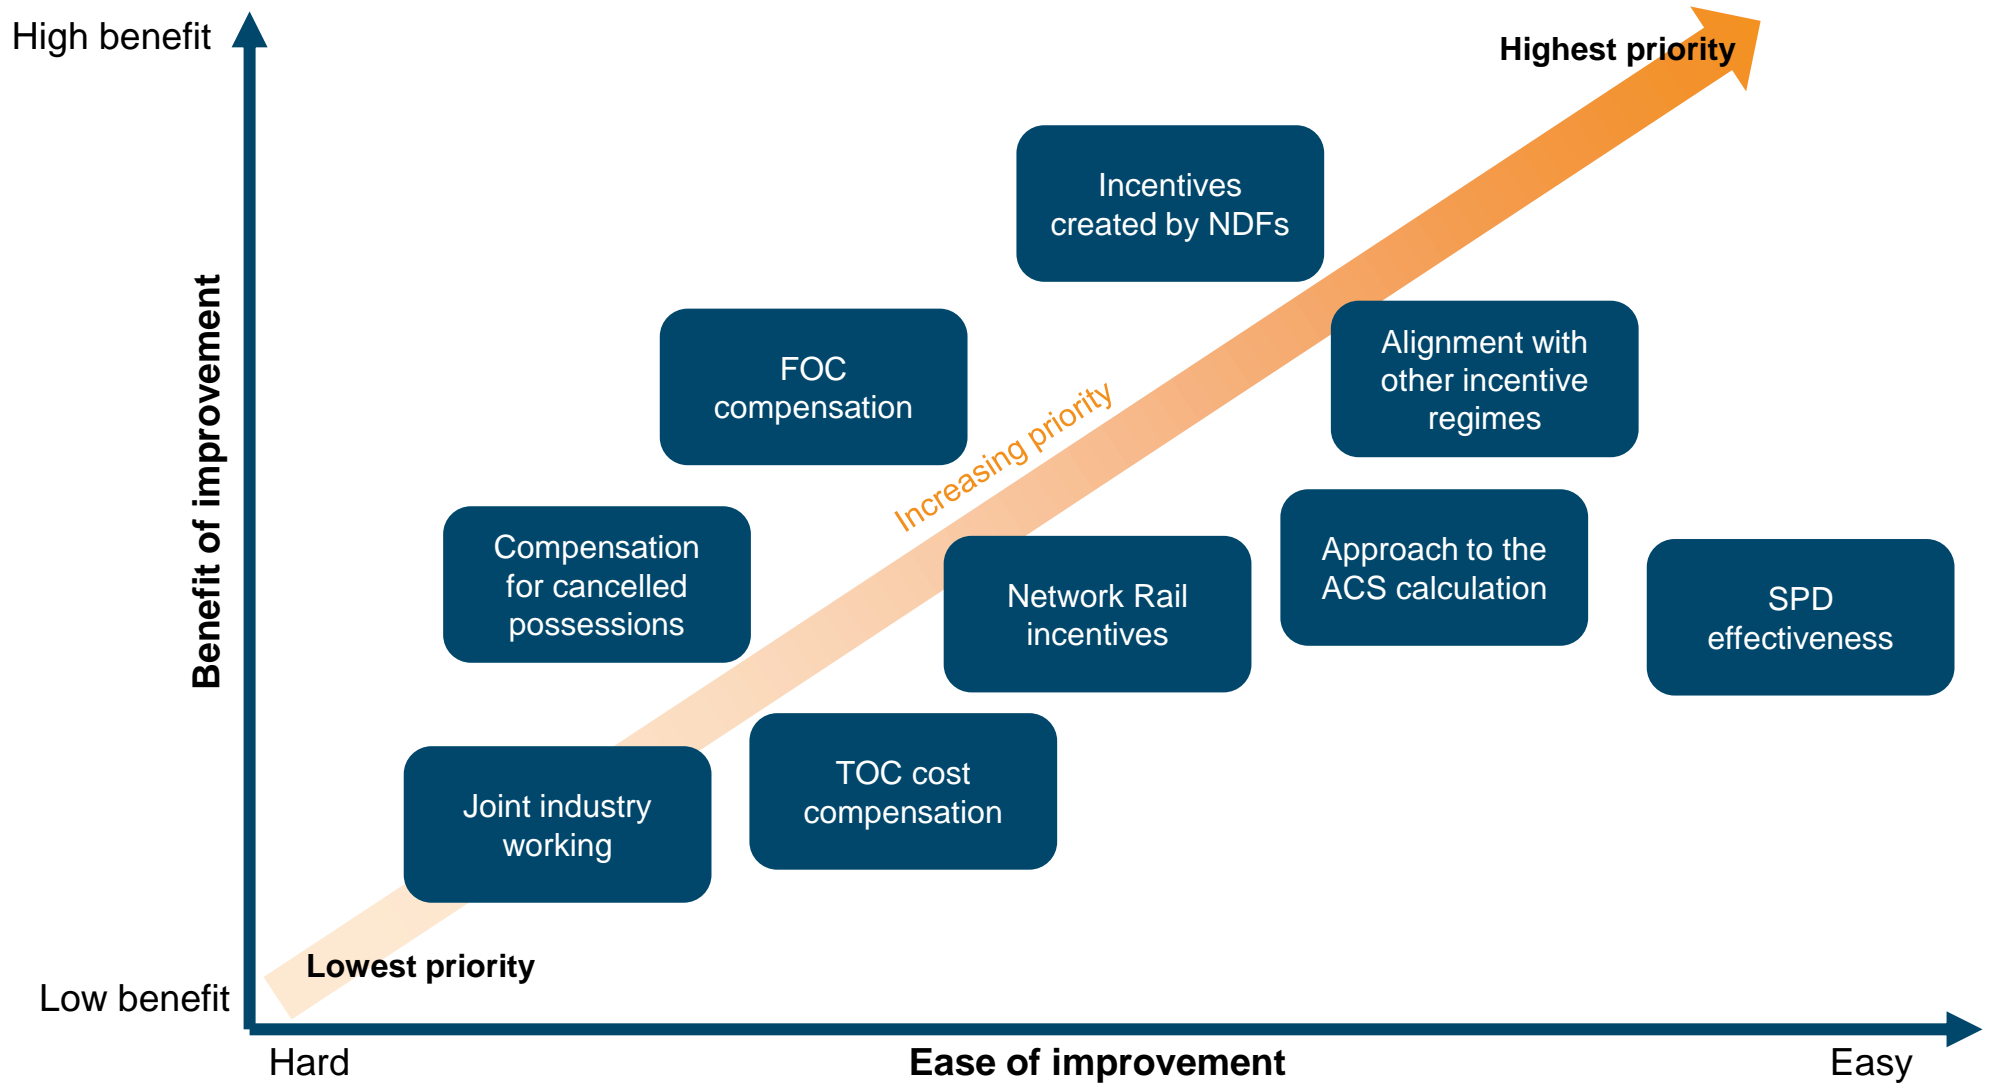 High benefit
Highest priority
Incentives
created by NDFs
Alignment with
other incentive
regimes
FOC
compensation
Increasing priority
Benefit of improvement
Compensation
for cancelled
possessions
Network Rail
incentives
Approach to the
ACS calculation
SPD
effectiveness
TOC cost
compensation
Joint industry
working
Lowest priority
Low benefit
Hard
Ease of improvement
Easy